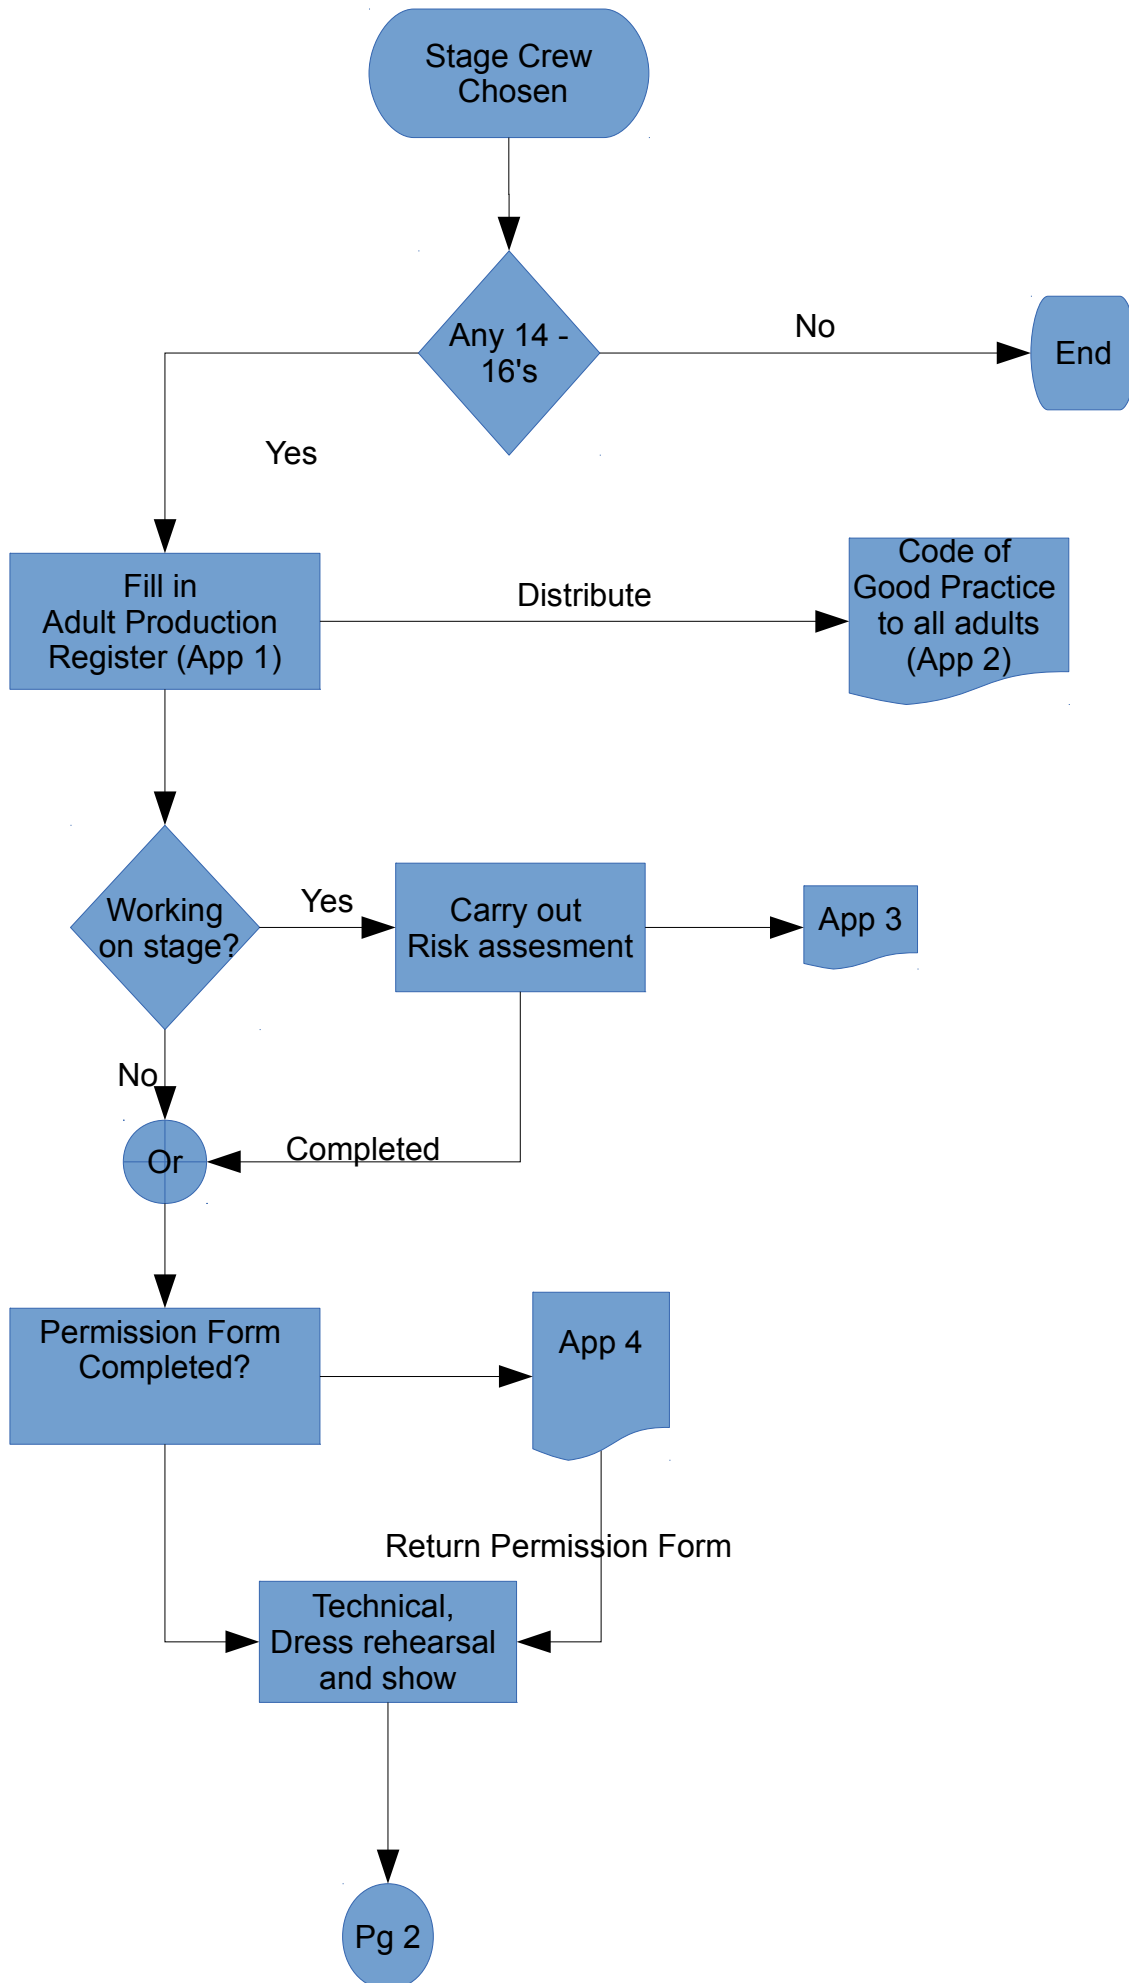 Stage Crew
Chosen
Any 14 -
16's
No
End
Yes
Fill in
Adult Production
Register (App 1)
Distribute
Code of
Good Practice
to all adults
(App 2)
Working
on stage?
Yes
Carry out
Risk assesment
App 3
No
Or
Completed
Permission Form
Completed?
App 4
Return Permission Form
Technical,
Dress rehearsal
and show
Pg 2